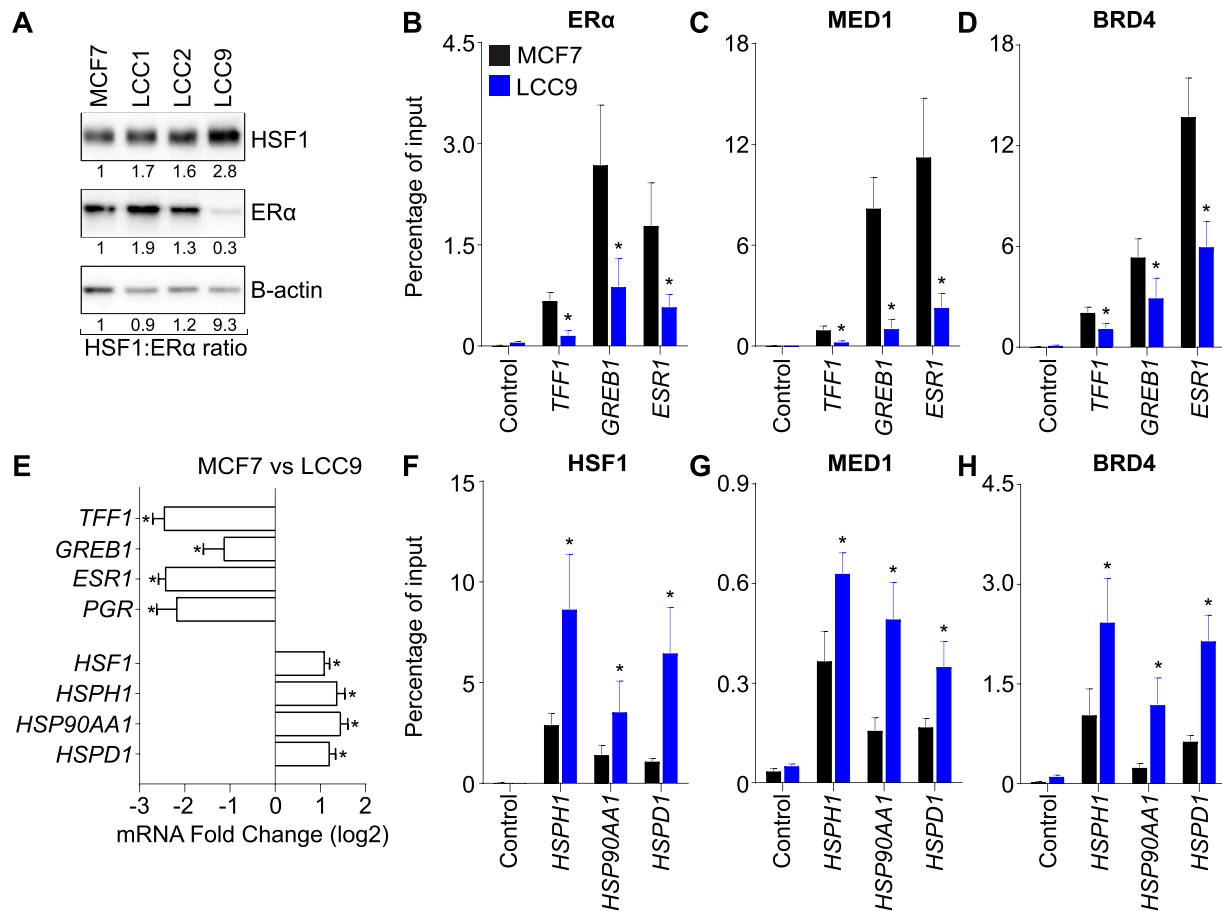 A
MCF7
LCC1
LCC2
LCC9
HSF1
1 1.7 1.6 2.8
ERα
1 1.9 1.3 0.3
B-actin
1 0.9 1.2 9.3
HSF1:ERα ratio
B
ERα
MCF7
LCC9
Percentage of input
4.5
3.0
1.5
0
* * *
Control
TFF1
GREB1
ESR1
C
MED1
18
12
6
0
* * *
Control
TFF1
GREB1
ESR1
D
BRD4
18
12
6
0
* * *
Control
TFF1
GREB1
ESR1
E
MCF7 vs LCC9
TFF1 *
GREB1 *
ESR1 *
PGR *
HSF1 *
HSPH1 *
HSP90AA1 *
HSPD1 *
-3 -2 -1 0 1 2
mRNA Fold Change (log2)
F
HSF1
Percentage of input
15
10
5
0
* * *
Control
HSPH1
HSP90AA1
HSPD1
G
MED1
0.9
0.6
0.3
0
* * *
Control
HSPH1
HSP90AA1
HSPD1
H
BRD4
4.5
3.0
1.5
0
* * *
Control
HSPH1
HSP90AA1
HSPD1